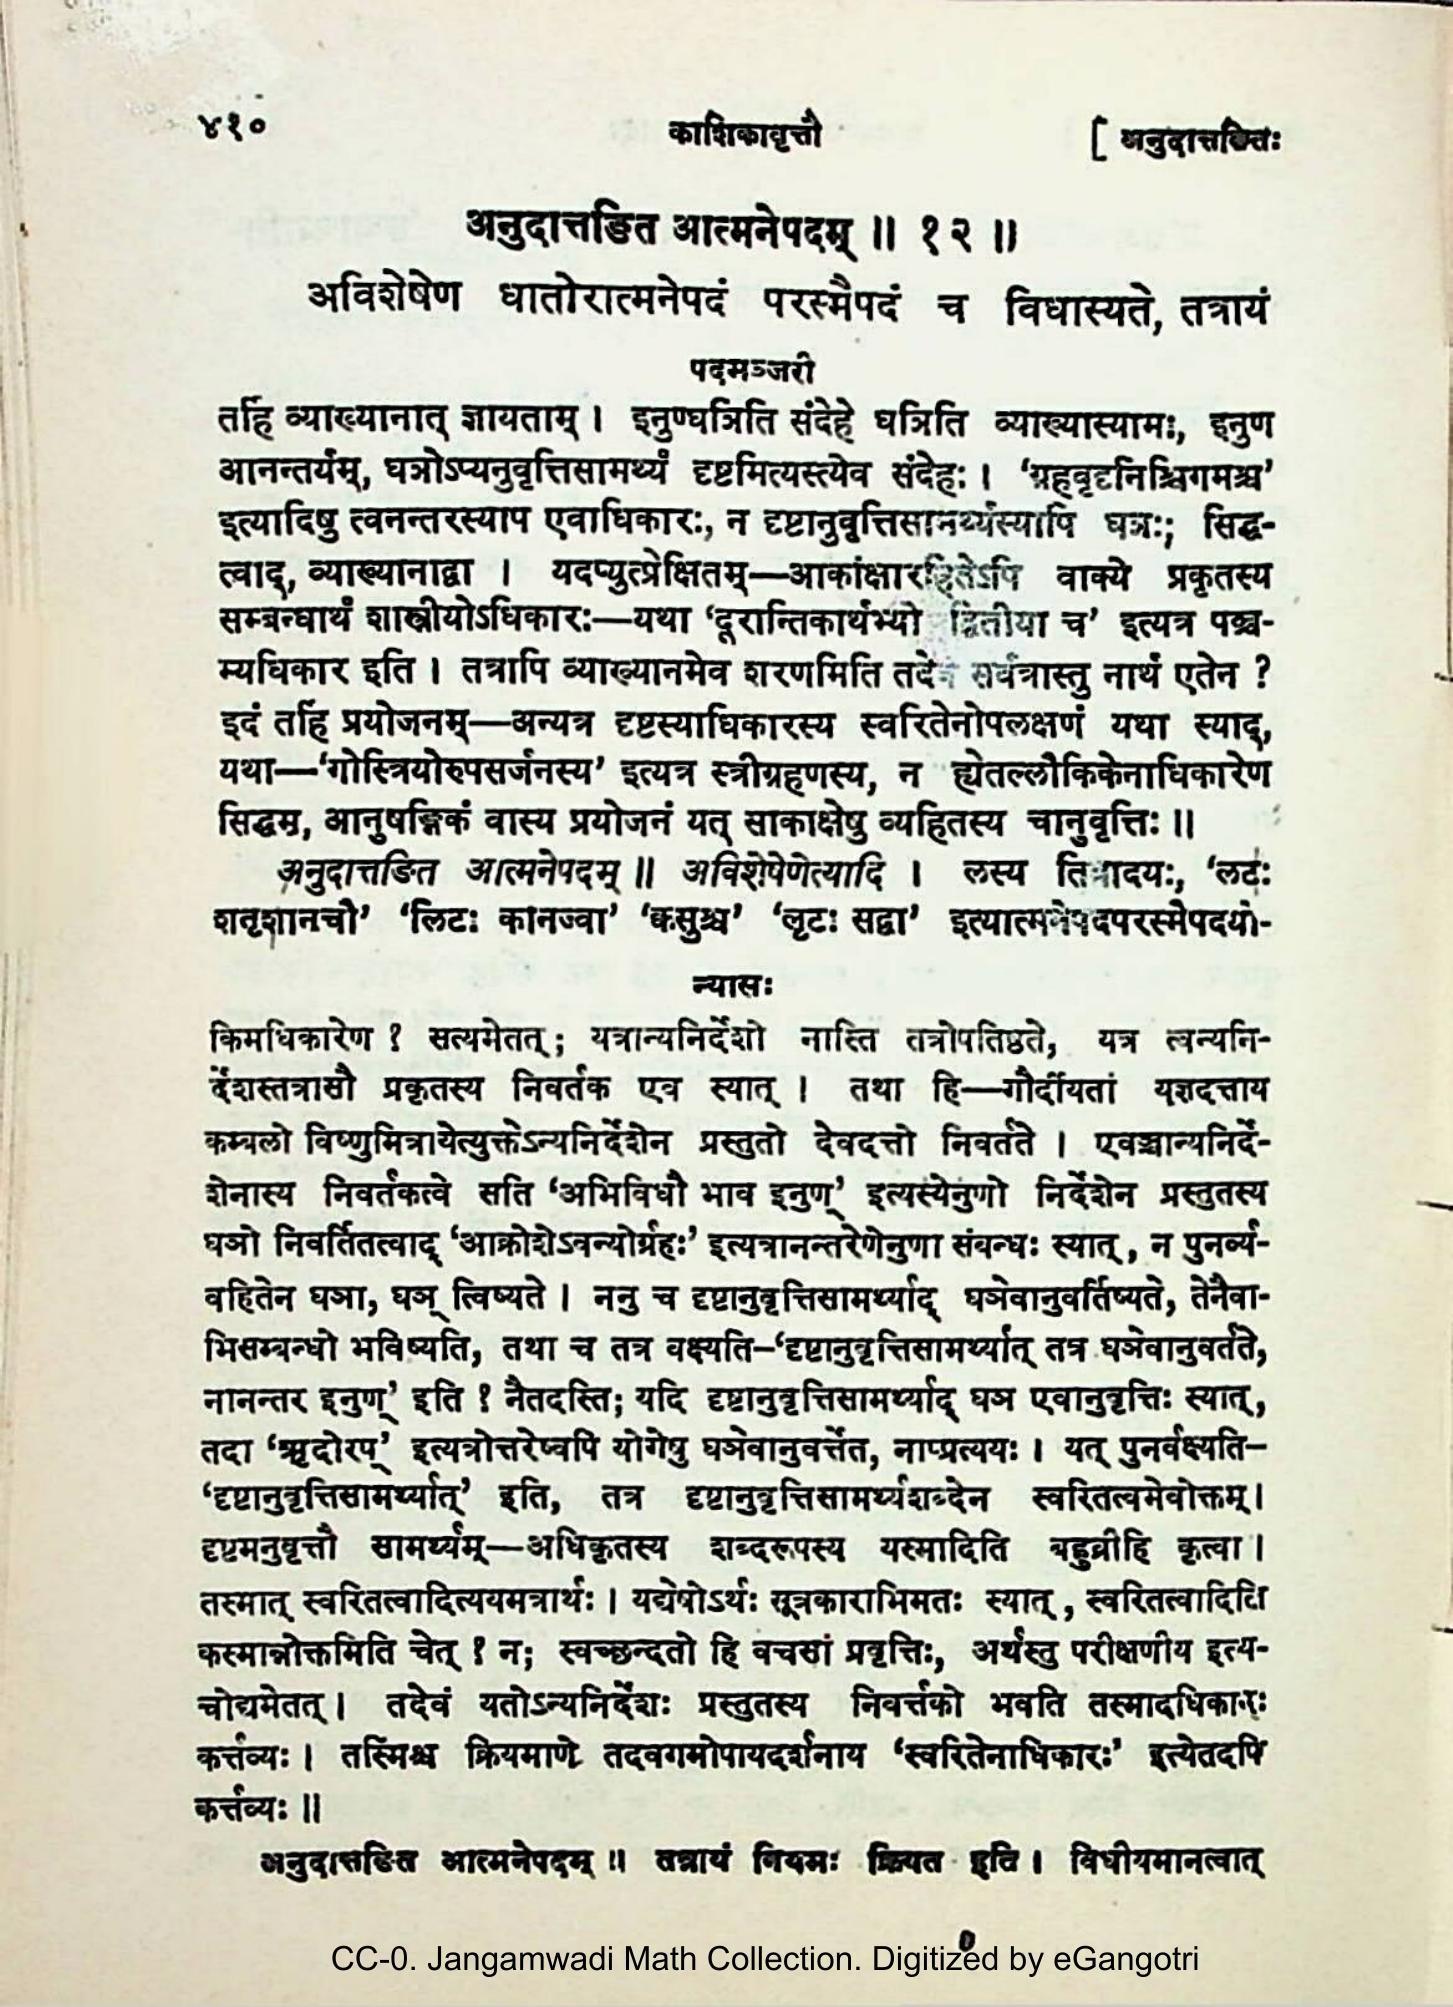 ४१०
काशिकावृत्तौ
[ अनुदात्तङितः
अनुदात्तङित आत्मनेपदम् ॥ १२ ॥
अविशेषेण धातोरात्मनेपदं परस्मैपदं च विधास्यते, तत्रायं
पदमञ्जरी
तर्हि व्याख्यानात् ज्ञायताम् । इनुण्घञिति संदेहे घञिति व्याख्यास्यामः, इनुण
आनन्तर्यम्, घञोऽप्यनुवृत्तिसामर्थ्यं दृष्टमित्यस्त्येव संदेहः । ‘ग्रहवृदृनिश्चिगमश्च’
इत्यादिषु त्वनन्तरस्याप एवाधिकारः, न दृष्टानुवृत्तिसामर्थ्यस्यापि घञः; सिद्ध-
त्वाद्, व्याख्यानाद्वा । यदप्युत्प्रेक्षितम्—आकांक्षारहितेऽपि वाक्ये प्रकृतस्य
सम्बन्धार्थं शास्त्रीयोऽधिकारः—यथा ‘दूरान्तिकार्थेभ्यो द्वितीया च’ इत्यत्र पञ्च-
म्यधिकार इति । तत्रापि व्याख्यानमेव शरणमिति तदेव सर्वत्रास्तु नार्थ एतेन ?
इदं तर्हि प्रयोजनम्—अन्यत्र दृष्टस्याधिकारस्य स्वरितेनोपलक्षणं यथा स्याद्,
यथा—‘गोस्त्रियोरुपसर्जनस्य’ इत्यत्र स्त्रीग्रहणस्य, न ह्येतल्लौकिकेनाधिकारेण
सिद्धम्, आनुषङ्गिकं वास्य प्रयोजनं यत् साकाक्षेषु व्यहितस्य चानुवृत्तिः ॥
अनुदात्तङित आत्मनेपदम् ॥ अविशेषेणेत्यादि । लस्य तिबादयः, ‘लटः
शतृशानचौ’ ‘लिटः कानज्वा’ ‘क्वसुश्च’ ‘लृटः सद्वा’ इत्यात्मनेपदपरस्मैपदयो-
न्यासः
किमधिकारेण ? सत्यमेतत् ; यत्रान्यनिर्देशो नास्ति तत्रोपतिष्ठते, यत्र त्वन्यनि-
र्देशस्तत्रासौ प्रकृतस्य निवर्तक एव स्यात् । तथा हि—गौर्दीयतां यज्ञदत्ताय
कम्बलो विष्णुमित्रायेत्युक्तेऽन्यनिर्देशेन प्रस्तुतो देवदत्तो निवर्तते । एवञ्चान्यनिर्दे-
शेनास्य निवर्तकत्वे सति ‘अभिविधौ भाव इनुण्’ इत्यस्येनुणो निर्देशेन प्रस्तुतस्य
घञो निवर्तितत्वाद् ‘आक्रोशेऽवन्योर्ग्रहः’ इत्यत्रानन्तरेणेनुणा संबन्धः स्यात् , न पुनर्व्य-
वहितेन घञा, घञ् त्विष्यते । ननु च दृष्टानुवृत्तिसामर्थ्याद् घञेवानुवर्तिष्यते, तेनैवा-
भिसम्बन्धो भविष्यति, तथा च तत्र वक्ष्यति–‘दृष्टानुवृत्तिसामर्थ्यात् तत्र घञेवानुवर्तते,
नानन्तर इनुण्’ इति ? नैतदस्ति; यदि दृष्टानुवृत्तिसामर्थ्याद् घञ एवानुवृत्तिः स्यात्,
तदा ‘ऋदोरप्’ इत्यत्रोत्तरेष्वपि योगेषु घञेवानुवर्त्तेत, नाप्प्रत्ययः । यत् पुनर्वक्ष्यति–
‘दृष्टानुवृत्तिसामर्थ्यात्’ इति, तत्र दृष्टानुवृत्तिसामर्थ्यशब्देन स्वरितत्वमेवोक्तम्।
दृष्टमनुवृत्तौ सामर्थ्यम्—अधिकृतस्य शब्दरूपस्य यस्मादिति बहुव्रीहि कृत्वा ।
तस्मात् स्वरितत्वादित्ययमत्रार्थः । यद्येषोऽर्थः सूत्रकाराभिमतः स्यात् , स्वरितत्वादिति
कस्मान्नोक्तमिति चेत् ? न; स्वच्छन्दतो हि वचसां प्रवृत्तिः, अर्थस्तु परीक्षणीय इत्य-
चोद्यमेतत् । तदेवं यतोऽन्यनिर्देशः प्रस्तुतस्य निवर्त्तको भवति तस्मादधिकारः
कर्त्तव्यः । तस्मिंश्च क्रियमाणे तदवगमोपायदर्शनाय ‘स्वरितेनाधिकारः’ इत्येतदपि
कर्त्तव्यः ॥
अनुदात्तङित आत्मनेपदम् ॥ तत्रायं नियमः क्रियत इति । विधीयमानत्वात्
CC-0. Jangamwadi Math Collection. Digitized by eGangotri